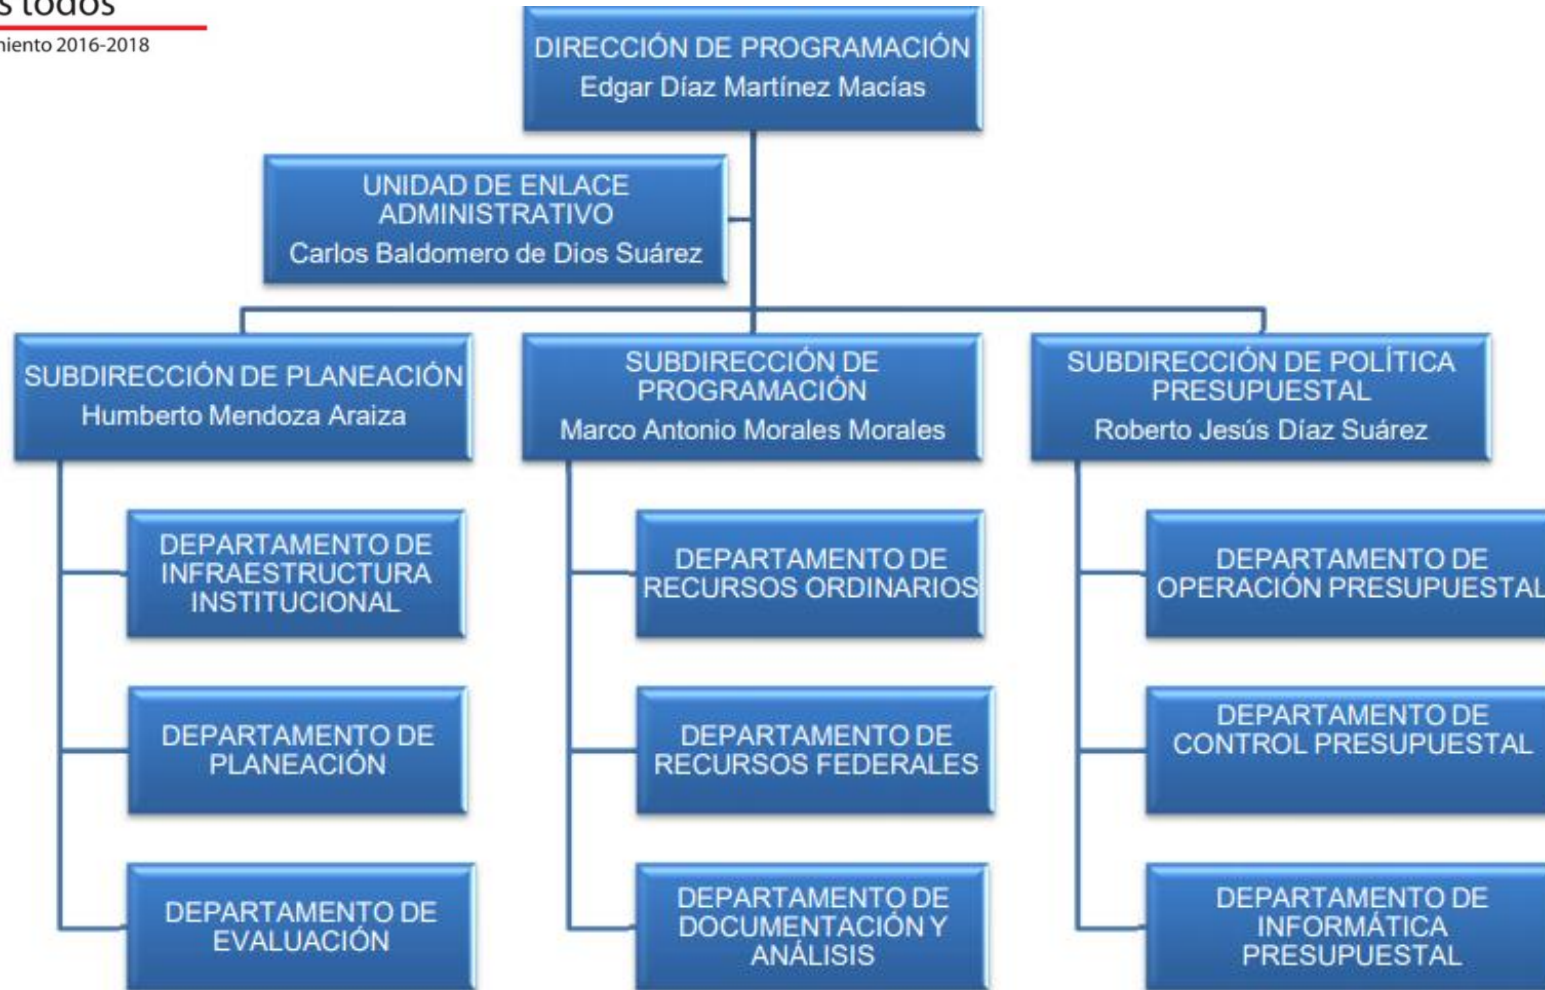 todos
2016-2018
DIRECCIÓN DE PROGRAMACIÓN
Edgar Díaz Martínez Macías
UNIDAD DE ENLACE
ADMINISTRATIVO
Carlos Baldomero de Dios Suárez
SUBDIRECCIÓN DE PLANEACIÓN
Humberto Mendoza Araiza
SUBDIRECCIÓN DE
PROGRAMACIÓN
Marco Antonio Morales Morales
SUBDIRECCIÓN DE POLÍTICA
PRESUPUESTAL
Roberto Jesús Díaz Suárez
DEPARTAMENTO DE
INFRAESTRUCTURA
INSTITUCIONAL
DEPARTAMENTO DE
RECURSOS ORDINARIOS
DEPARTAMENTO DE
OPERACIÓN PRESUPUESTAL
DEPARTAMENTO DE
PLANEACIÓN
DEPARTAMENTO DE
RECURSOS FEDERALES
DEPARTAMENTO DE
CONTROL PRESUPUESTAL
DEPARTAMENTO DE
EVALUACIÓN
DEPARTAMENTO DE
DOCUMENTACIÓN Y
ANÁLISIS
DEPARTAMENTO DE
INFORMÁTICA
PRESUPUESTAL